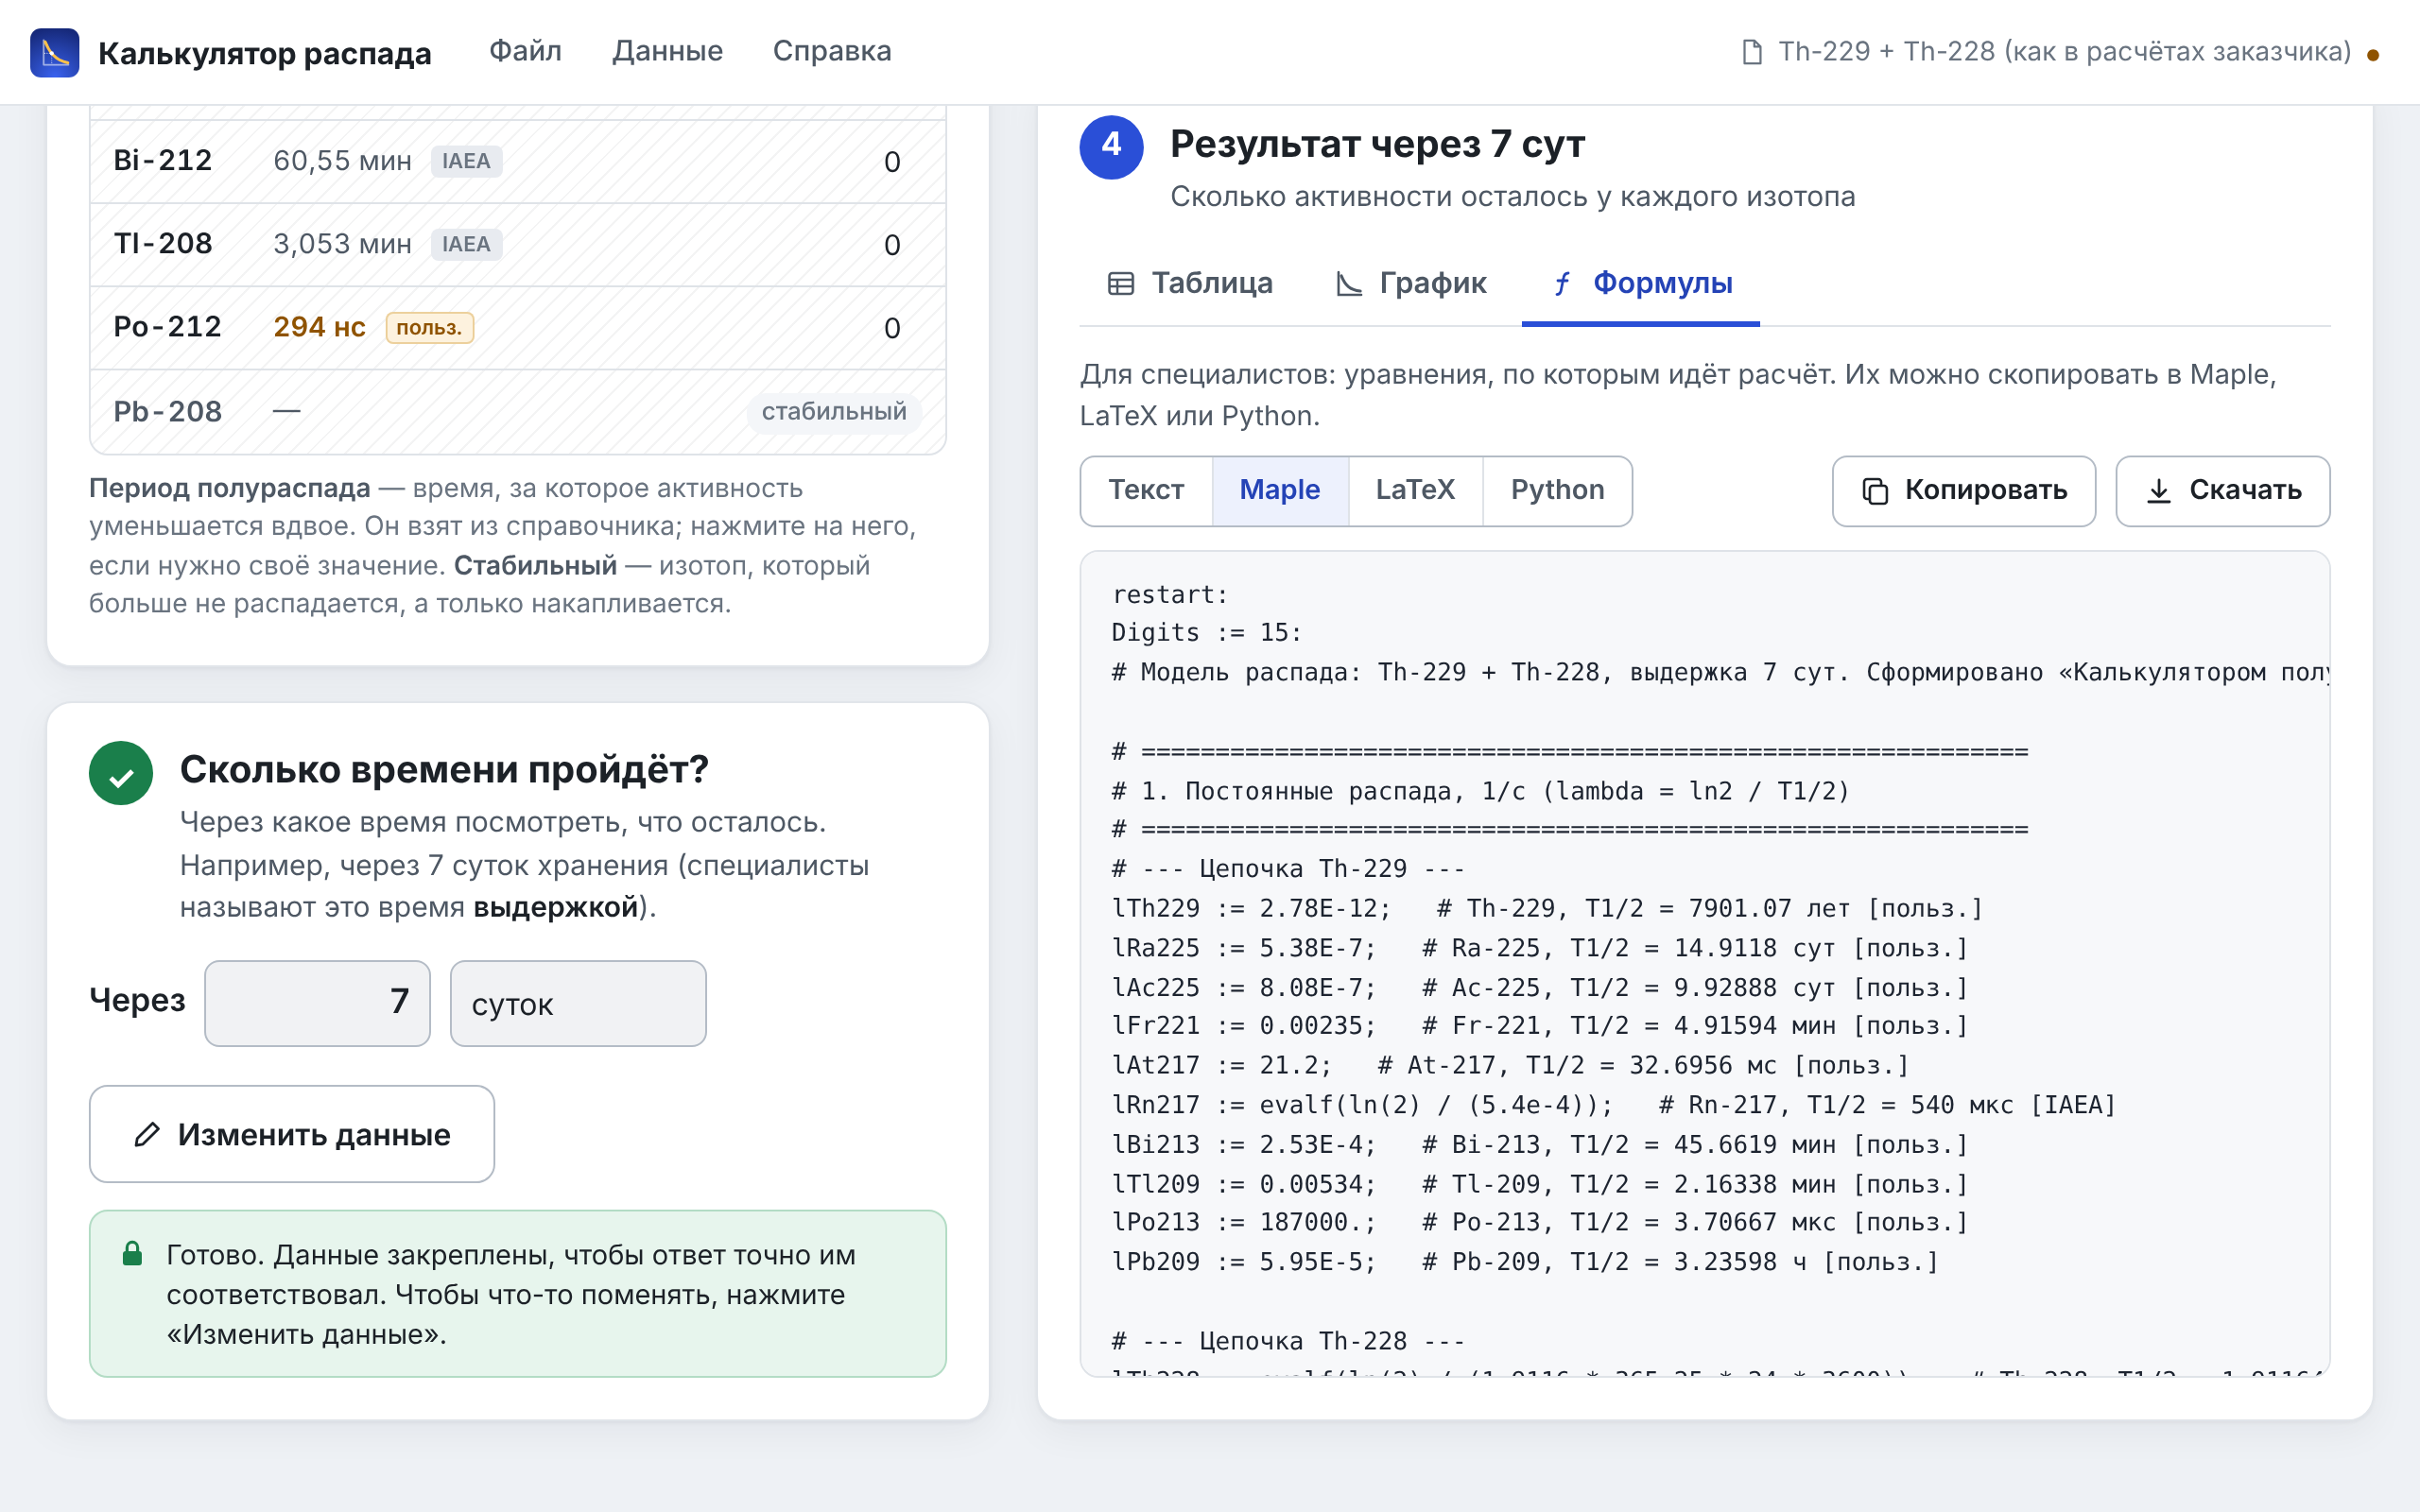 Калькулятор распада
Файл
Данные
Справка
Th-229 + Th-228 (как в расчётах заказчика)
Bi-212 60,55 мин IAEA 0
Tl-208 3,053 мин IAEA 0
Po-212 294 нс польз. 0
Pb-208 — стабильный
Период полураспада — время, за которое активность
уменьшается вдвое. Он взят из справочника; нажмите на него,
если нужно своё значение. Стабильный — изотоп, который
больше не распадается, а только накапливается.
Сколько времени пройдёт?
Через какое время посмотреть, что осталось.
Например, через 7 суток хранения (специалисты
называют это время выдержкой).
Через 7 суток
Изменить данные
Готово. Данные закреплены, чтобы ответ точно им
соответствовал. Чтобы что-то поменять, нажмите
«Изменить данные».
4 Результат через 7 сут
Сколько активности осталось у каждого изотопа
Таблица
График
Формулы
Для специалистов: уравнения, по которым идёт расчёт. Их можно скопировать в Maple,
LaTeX или Python.
Текст
Maple
LaTeX
Python
Копировать
Скачать
restart:
Digits := 15:
# Модель распада: Th-229 + Th-228, выдержка 7 сут. Сформировано «Калькулятором
# ============================================================
# 1. Постоянные распада, 1/с (lambda = ln2 / T1/2)
# ============================================================
# --- Цепочка Th-229 ---
lTh229 := 2.78E-12;   # Th-229, T1/2 = 7901.07 лет [польз.]
lRa225 := 5.38E-7;   # Ra-225, T1/2 = 14.9118 сут [польз.]
lAc225 := 8.08E-7;   # Ac-225, T1/2 = 9.92888 сут [польз.]
lFr221 := 0.00235;   # Fr-221, T1/2 = 4.91594 мин [польз.]
lAt217 := 21.2;   # At-217, T1/2 = 32.6956 мс [польз.]
lRn217 := evalf(ln(2) / (5.4e-4));   # Rn-217, T1/2 = 540 мкс [IAEA]
lBi213 := 2.53E-4;   # Bi-213, T1/2 = 45.6619 мин [польз.]
lTl209 := 0.00534;   # Tl-209, T1/2 = 2.16338 мин [польз.]
lPo213 := 187000.;   # Po-213, T1/2 = 3.70667 мкс [польз.]
lPb209 := 5.95E-5;   # Pb-209, T1/2 = 3.23598 ч [польз.]
# --- Цепочка Th-228 ---